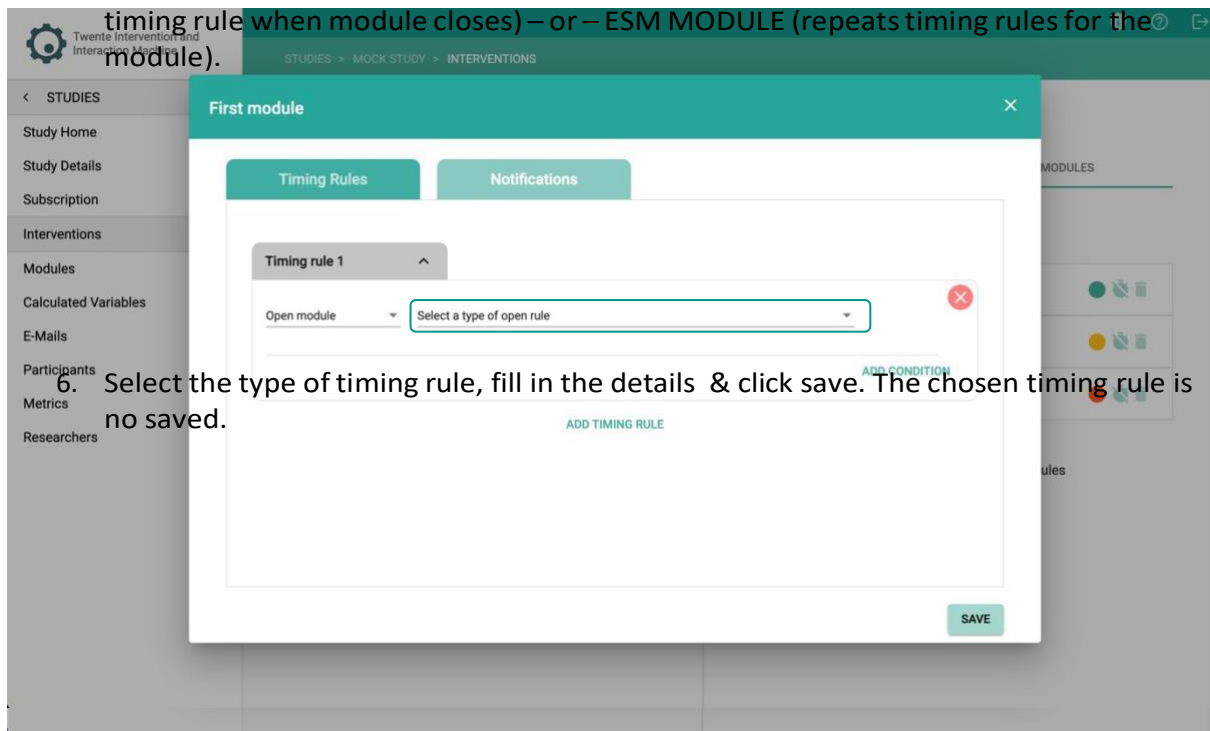 timing rule when module closes) – or – ESM MODULE (repeats timing rules for the
module).
Twente Intervention and
Interaction Machine
STUDIES > MOCK STUDY > INTERVENTIONS
< STUDIES
Study Home
Study Details
Subscription
Interventions
Modules
Calculated Variables
E-Mails
Participants
Metrics
Researchers
First module
Timing Rules
Notifications
MODULES
Timing rule 1
Open module
Select a type of open rule
ADD CONDITION
6. Select the type of timing rule, fill in the details & click save. The chosen timing rule is
no saved.
ADD TIMING RULE
ules
SAVE